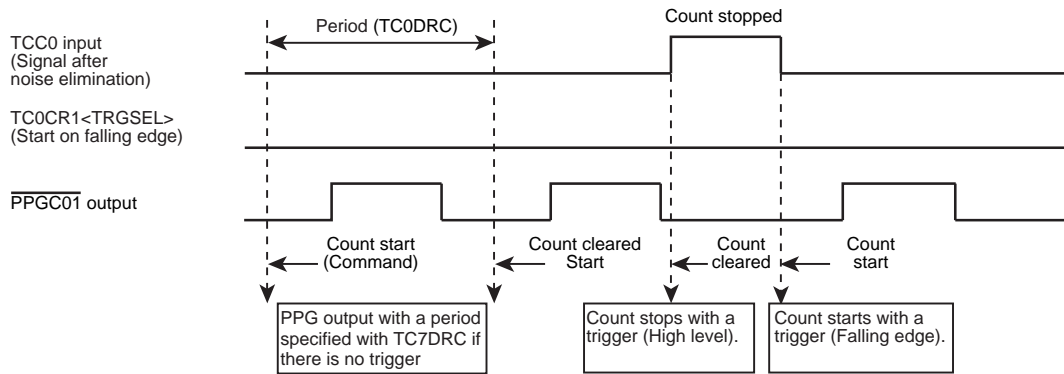 Count stopped
Period (TC0DRC)
TCC0 input
(Signal after
noise elimination)
TC0CR1<TRGSEL>
(Start on falling edge)
PPGC01 output
Count start
(Command)
Count cleared
Start
Count
cleared
Count
start
PPG output with a period
specified with TC7DRC if
there is no trigger
Count stops with a
trigger (High level).
Count starts with a
trigger (Falling edge).